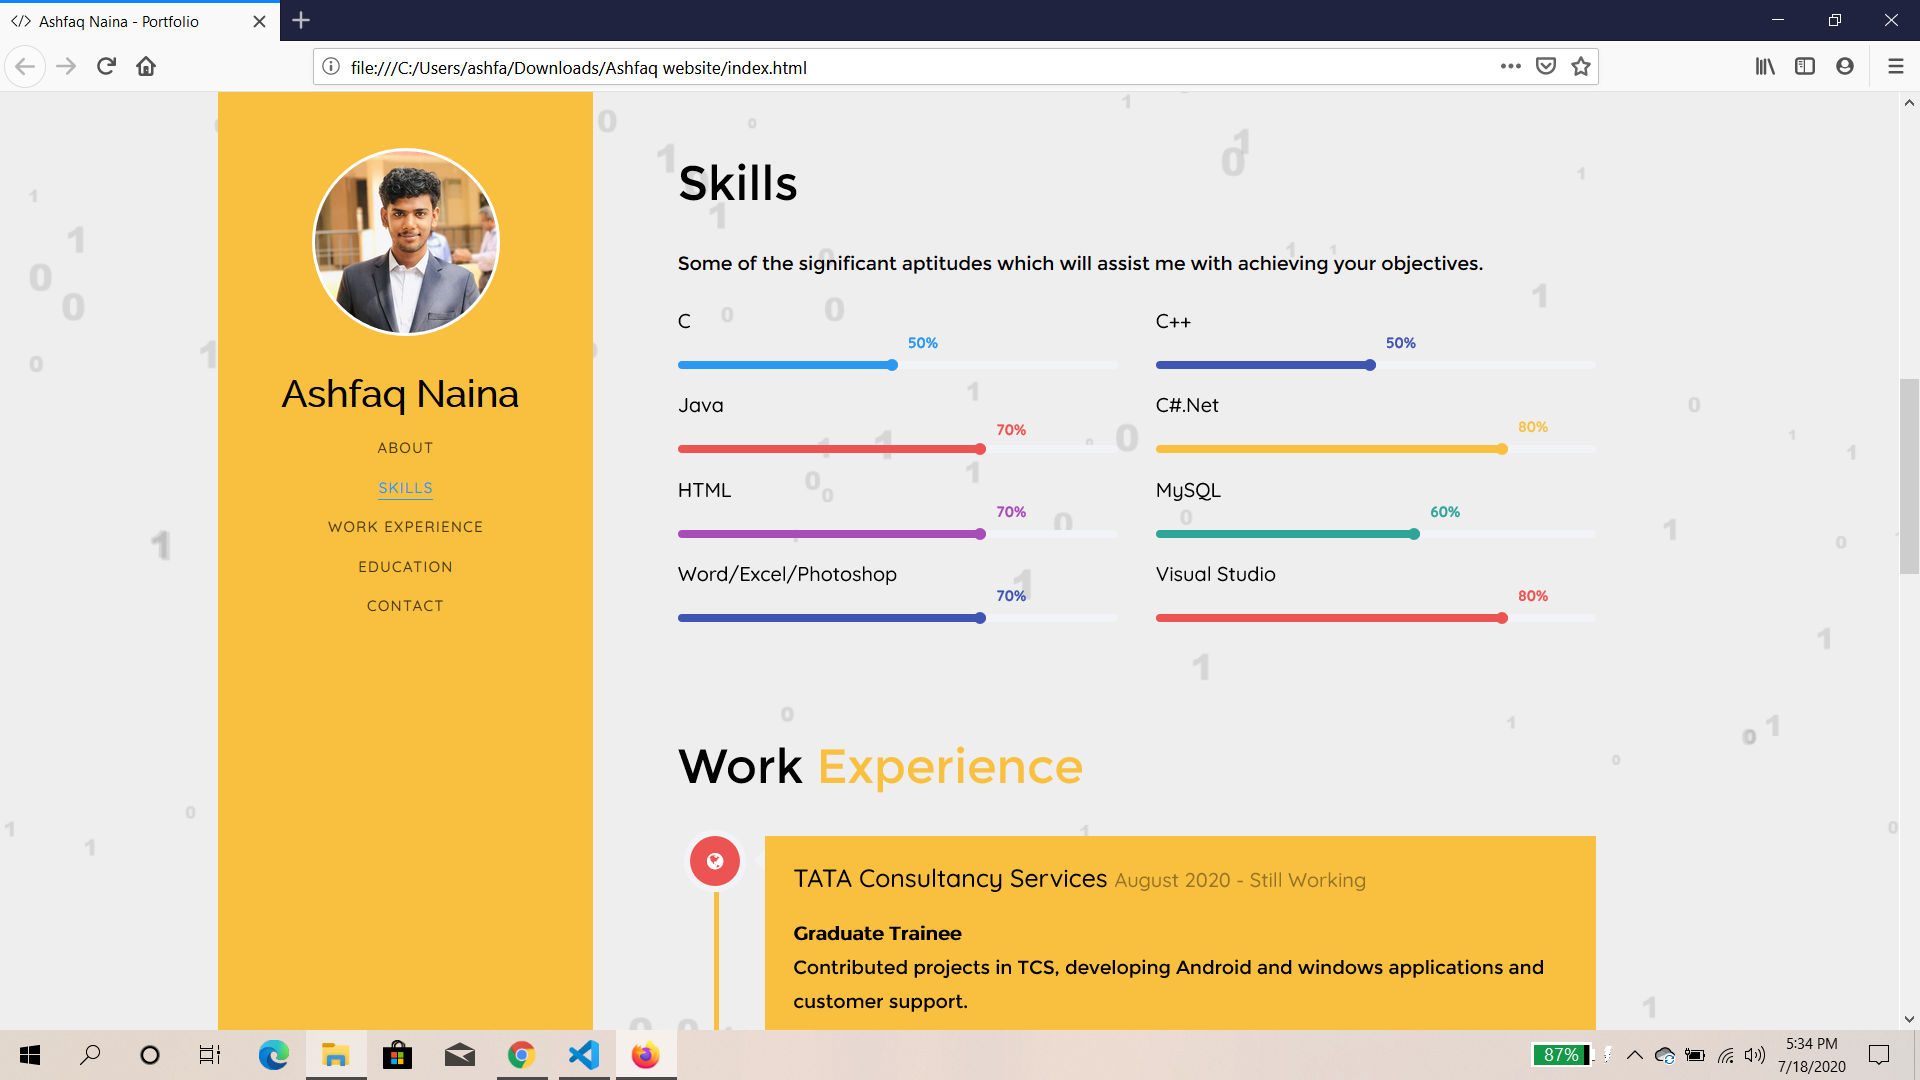 Ashfaq Naina - Portfolio
file:///C:/Users/ashfa/Downloads/Ashfaq website/index.html
Ashfaq Naina
ABOUT
SKILLS
WORK EXPERIENCE
EDUCATION
CONTACT
Skills
Some of the significant aptitudes which will assist me with achieving your objectives.
C
50%
C++
50%
Java
70%
C#.Net
80%
HTML
70%
MySQL
60%
Word/Excel/Photoshop
70%
Visual Studio
80%
Work Experience
TATA Consultancy Services August 2020 - Still Working
Graduate Trainee
Contributed projects in TCS, developing Android and windows applications and
customer support.
87%
5:34 PM
7/18/2020